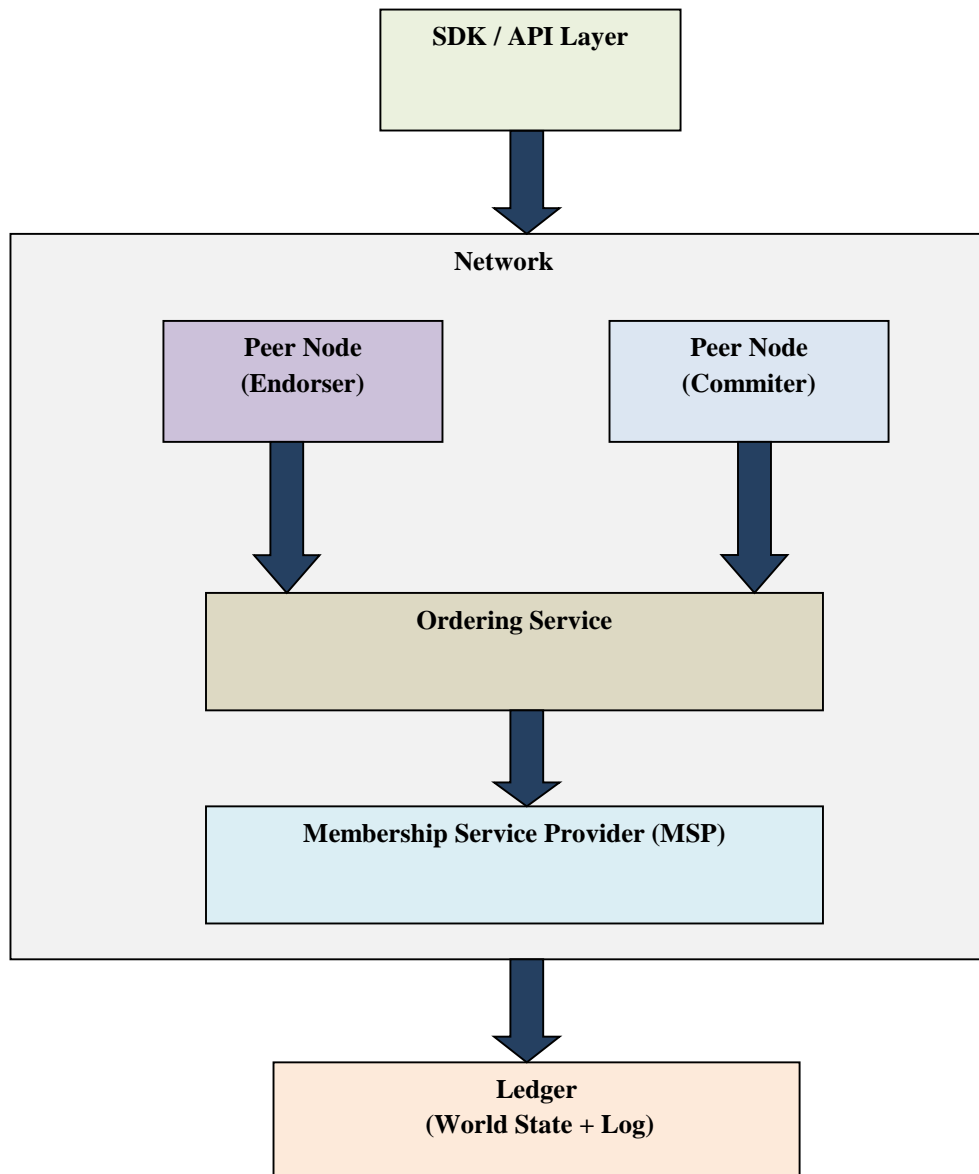 SDK / API Layer
Network
Peer Node
(Endorser)
Peer Node
(Commiter)
Ordering Service
Membership Service Provider (MSP)
Ledger
(World State + Log)